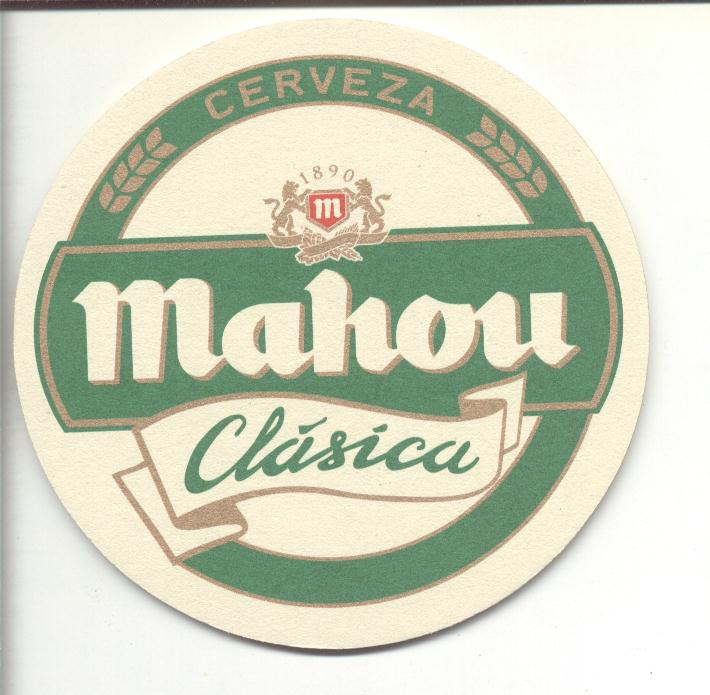 CERVEZA
1890
m
Mahou
Clásica